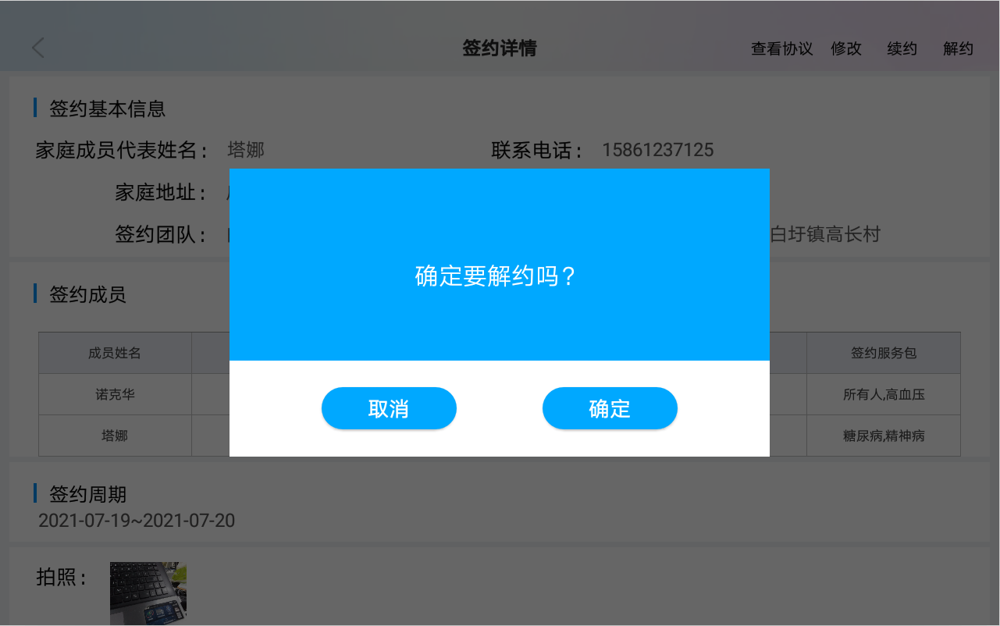 签约详情
查看协议 修改 续约 解约
签约基本信息
家庭成员代表姓名: 塔娜 联系电话: 15861237125
家庭地址:
签约团队: 白圩镇高长村
确定要解约吗?
签约成员
成员姓名 签约服务包
诺克华 所有人,高血压
塔娜 糖尿病,精神病
取消 确定
签约周期
2021-07-19~2021-07-20
拍照: